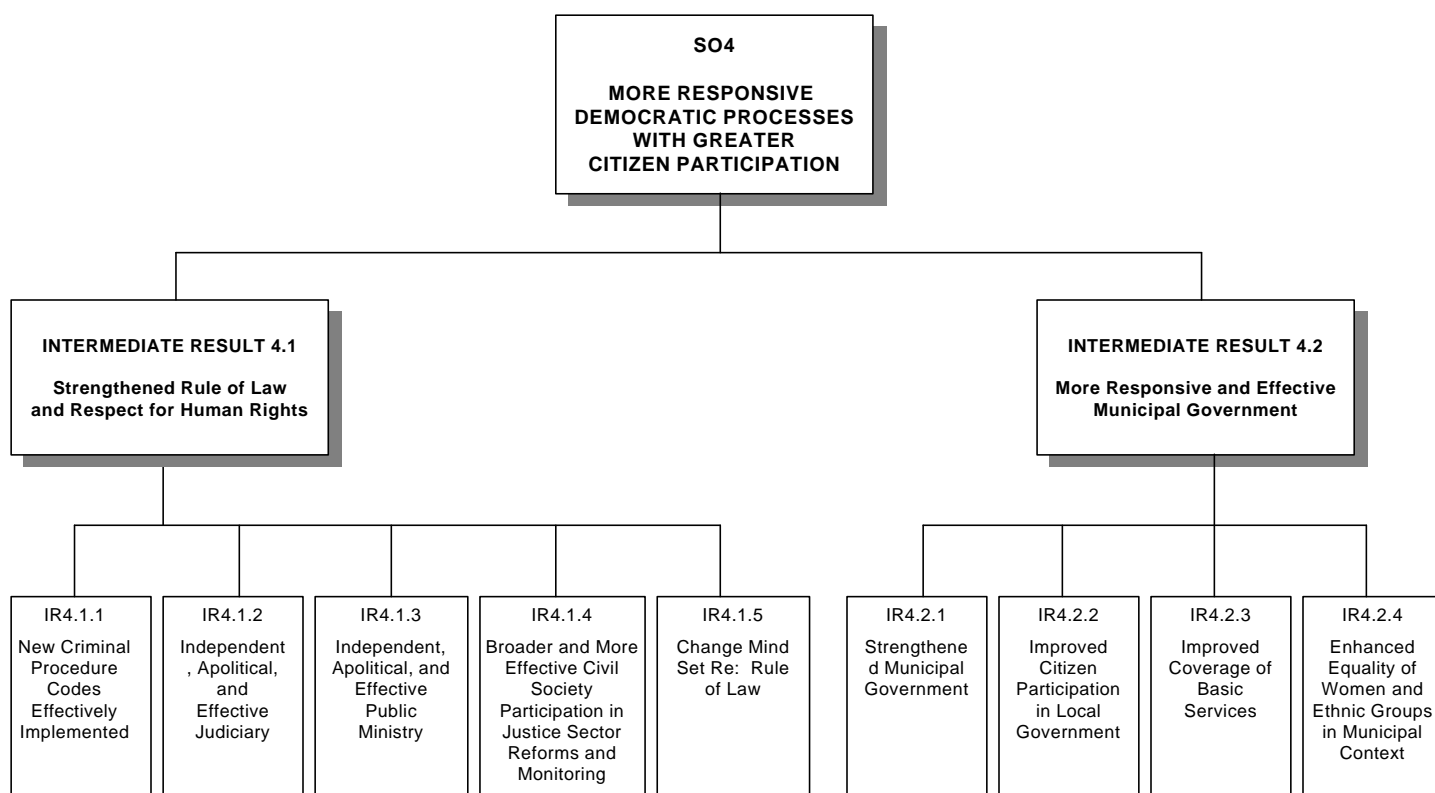 SO4
MORE RESPONSIVE
DEMOCRATIC PROCESSES
WITH GREATER
CITIZEN PARTICIPATION
INTERMEDIATE RESULT 4.1
Strengthened Rule of Law
and Respect for Human Rights
INTERMEDIATE RESULT 4.2
More Responsive and Effective
Municipal Government
IR4.1.1
New Criminal
Procedure
Codes
Effectively
Implemented
IR4.1.2
Independent
, Apolitical,
and
Effective
Judiciary
IR4.1.3
Independent,
Apolitical, and
Effective
Public
Ministry
IR4.1.4
Broader and More
Effective Civil
Society
Participation in
Justice Sector
Reforms and
Monitoring
IR4.1.5
Change Mind
Set Re: Rule
of Law
IR4.2.1
Strengthene
d Municipal
Government
IR4.2.2
Improved
Citizen
Participation
in Local
Government
IR4.2.3
Improved
Coverage of
Basic
Services
IR4.2.4
Enhanced
Equality of
Women and
Ethnic Groups
in Municipal
Context